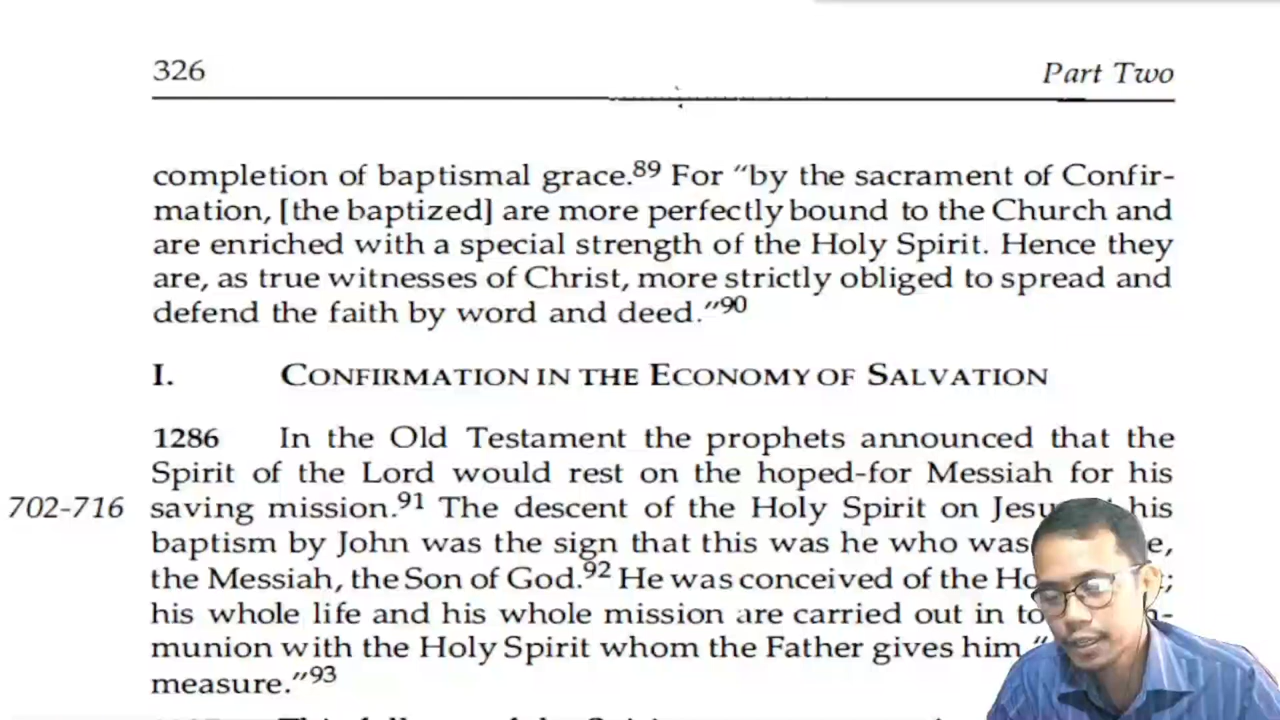 326 Part Two
completion of baptismal grace.89 For "by the sacrament of Confir-
mation, [the baptized] are more perfectly bound to the Church and
are enriched with a special strength of the Holy Spirit. Hence they
are, as true witnesses of Christ, more strictly obliged to spread and
defend the faith by word and deed."90
I. CONFIRMATION IN THE ECONOMY OF SALVATION
1286 In the Old Testament the prophets announced that the
Spirit of the Lord would rest on the hoped-for Messiah for his
702-716 saving mission.91 The descent of the Holy Spirit on his
baptism by John was the sign that this was he who was
the Messiah, the Son of God.92 He was conceived of the
his whole life and his whole mission are carried out in
munion with the Holy Spirit whom the Father gives him
measure."93